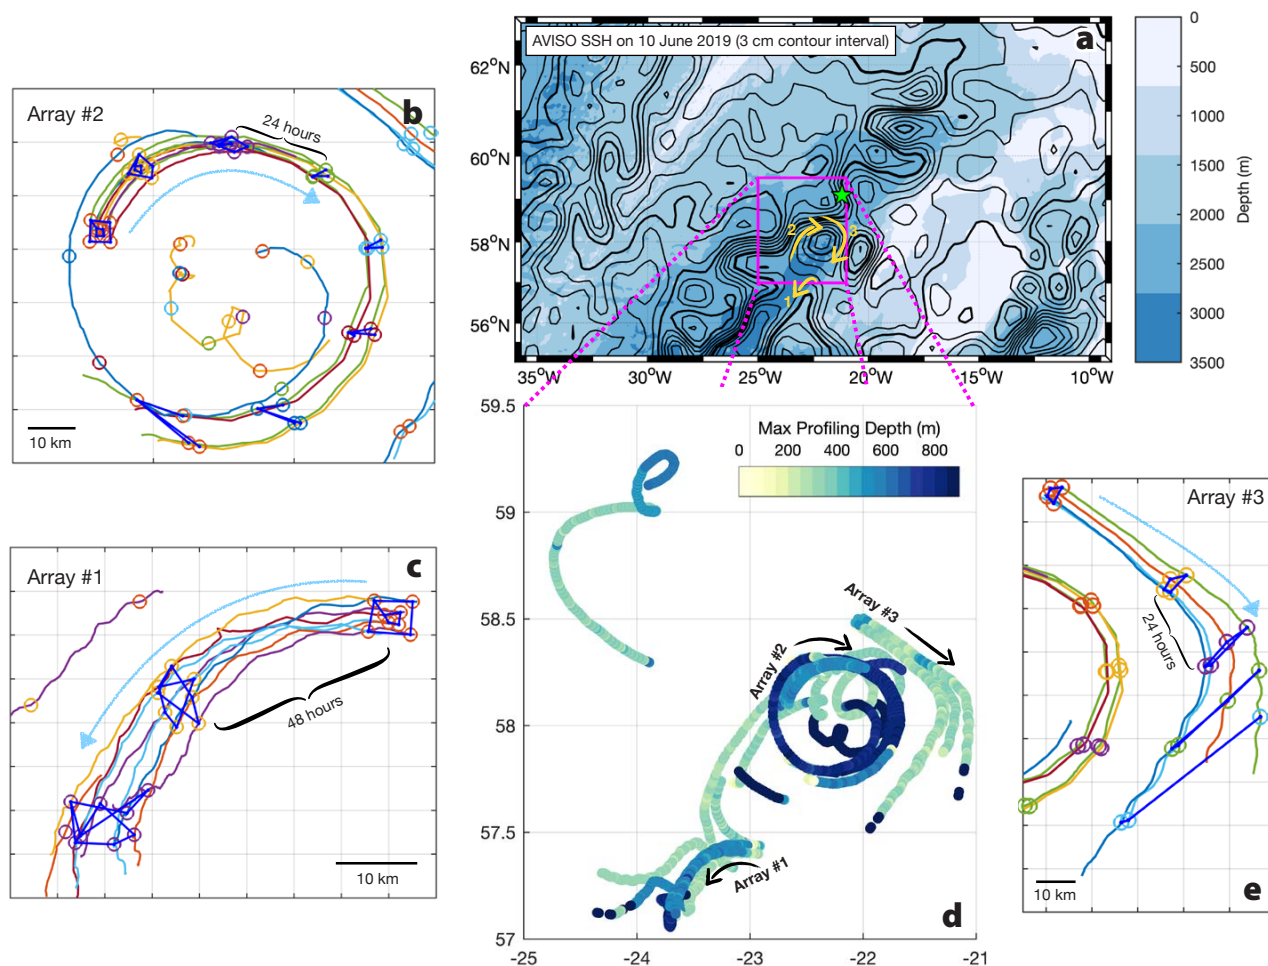 AVISO SSH on 10 June 2019 (3 cm contour interval)
a
62°N
60°N
58°N
56°N
35°W
30°W
25°W
20°W
15°W
10°W
1
2
3
0
500
1000
1500
2000
2500
3000
3500
Depth (m)
Array #2
b
24 hours
10 km
Array #1
c
48 hours
10 km
59.5
59
58.5
58
57.5
57
-25
-24
-23
-22
-21
Max Profiling Depth (m)
0 200 400 600 800
Array #3
Array #2
Array #1
d
Array #3
24 hours
10 km
e